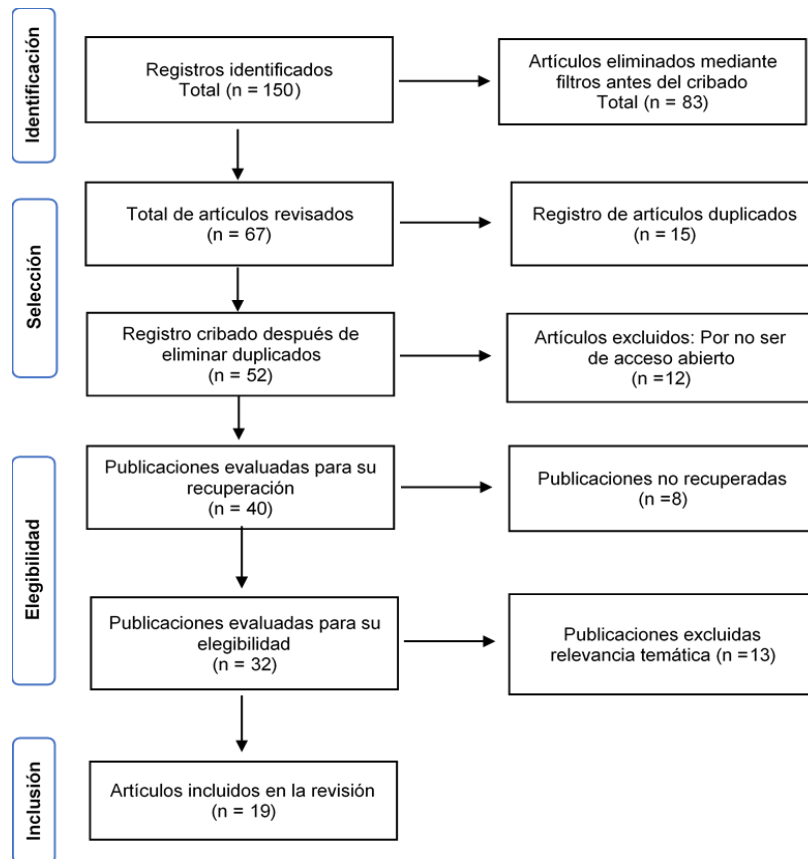 Identificación
Registros identificados
Total (n = 150)
Artículos eliminados mediante
filtros antes del cribado
Total (n = 83)
Selección
Total de artículos revisados
(n = 67)
Registro de artículos duplicados
(n = 15)
Registro cribado después de
eliminar duplicados
(n = 52)
Artículos excluidos: Por no ser
de acceso abierto
(n =12)
Elegibilidad
Publicaciones evaluadas para su
recuperación
(n = 40)
Publicaciones no recuperadas
(n =8)
Publicaciones evaluadas para su
elegibilidad
(n = 32)
Publicaciones excluidas
relevancia temática (n =13)
Inclusión
Artículos incluidos en la revisión
(n = 19)